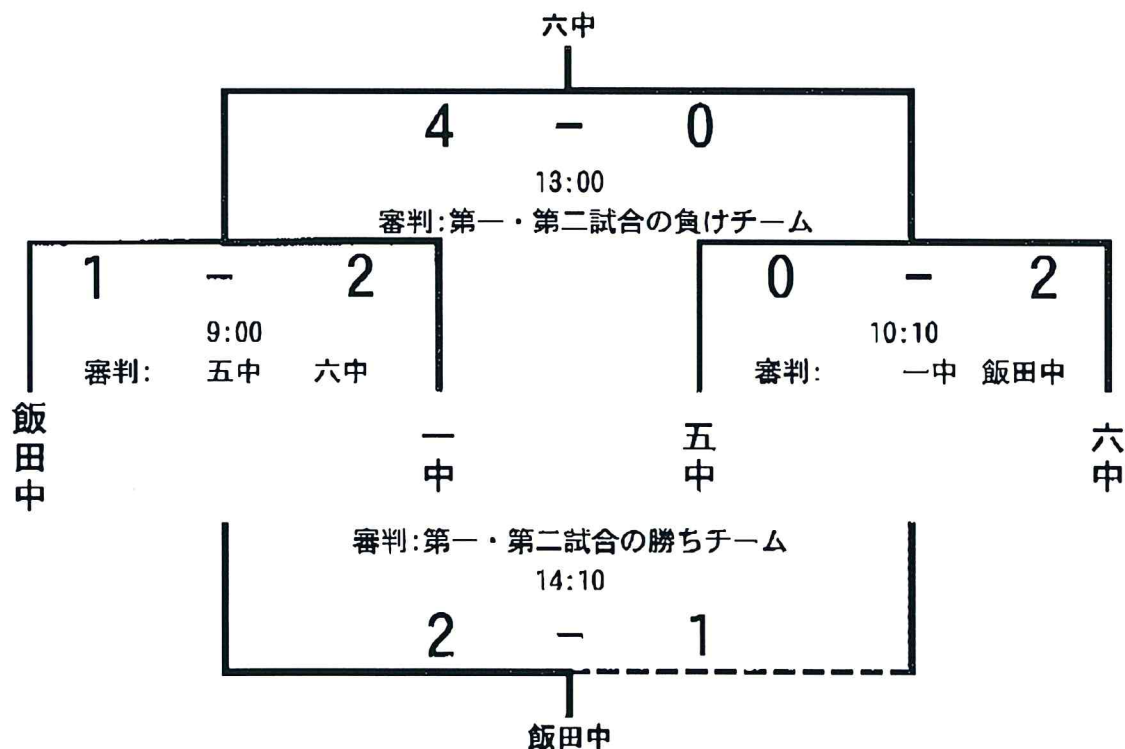 六中
4 － 0
13:00
審判:第一・第二試合の負けチーム
1 － 2
9:00
審判: 五中 六中
0 － 2
10:10
審判: 一中 飯田中
飯田中
一中
五中
六中
審判:第一・第二試合の勝ちチーム
14:10
2 － 1
飯田中